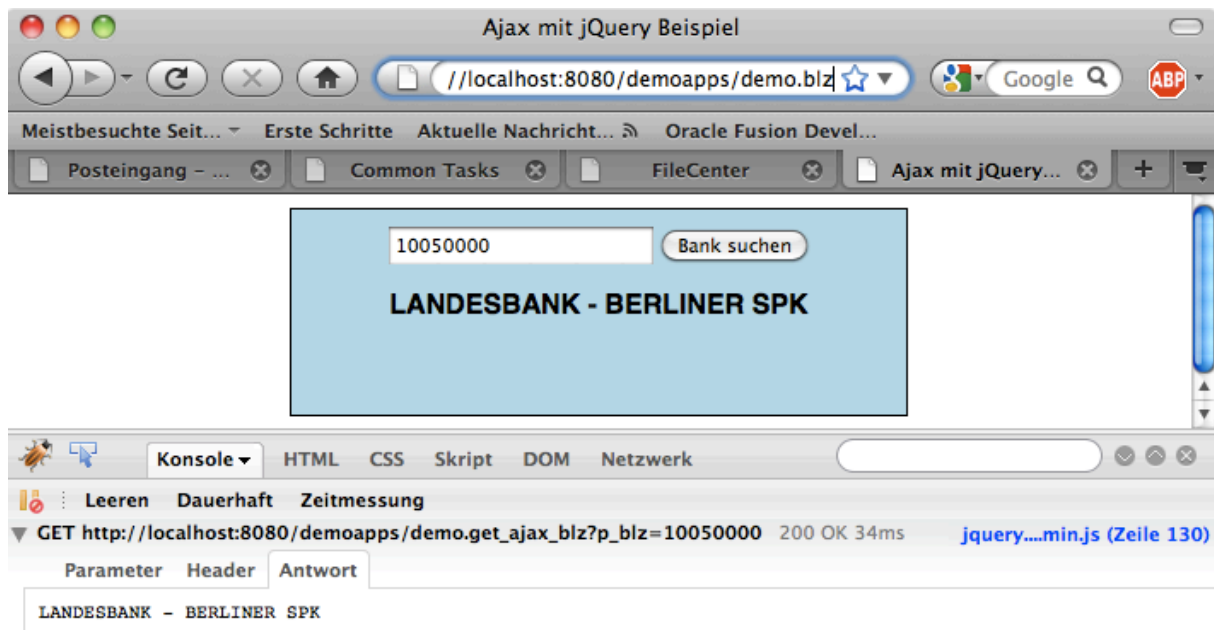 Ajax mit jQuery Beispiel
//localhost:8080/demoapps/demo.blz Google ABP
Meistbesuchte Seit... Erste Schritte Aktuelle Nachricht... Oracle Fusion Devel...
Posteingang – ... Common Tasks FileCenter Ajax mit jQuery... +
10050000 Bank suchen
LANDESBANK - BERLINER SPK
Konsole HTML CSS Skript DOM Netzwerk
Leeren Dauerhaft Zeitmessung
GET http://localhost:8080/demoapps/demo.get_ajax_blz?p_blz=10050000 200 OK 34ms jquery....min.js (Zeile 130)
Parameter Header Antwort
LANDESBANK - BERLINER SPK